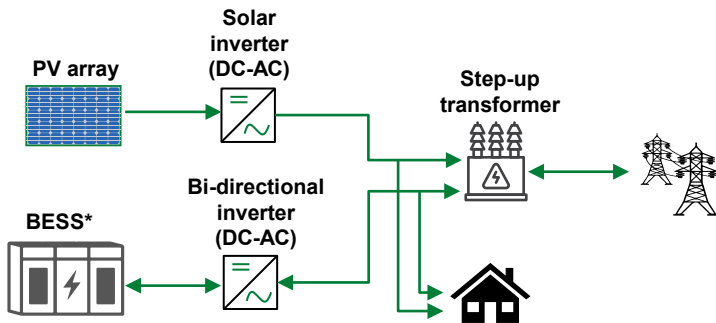 Solar
inverter
(DC-AC)
PV array
Step-up
transformer
Bi-directional
inverter
(DC-AC)
BESS*